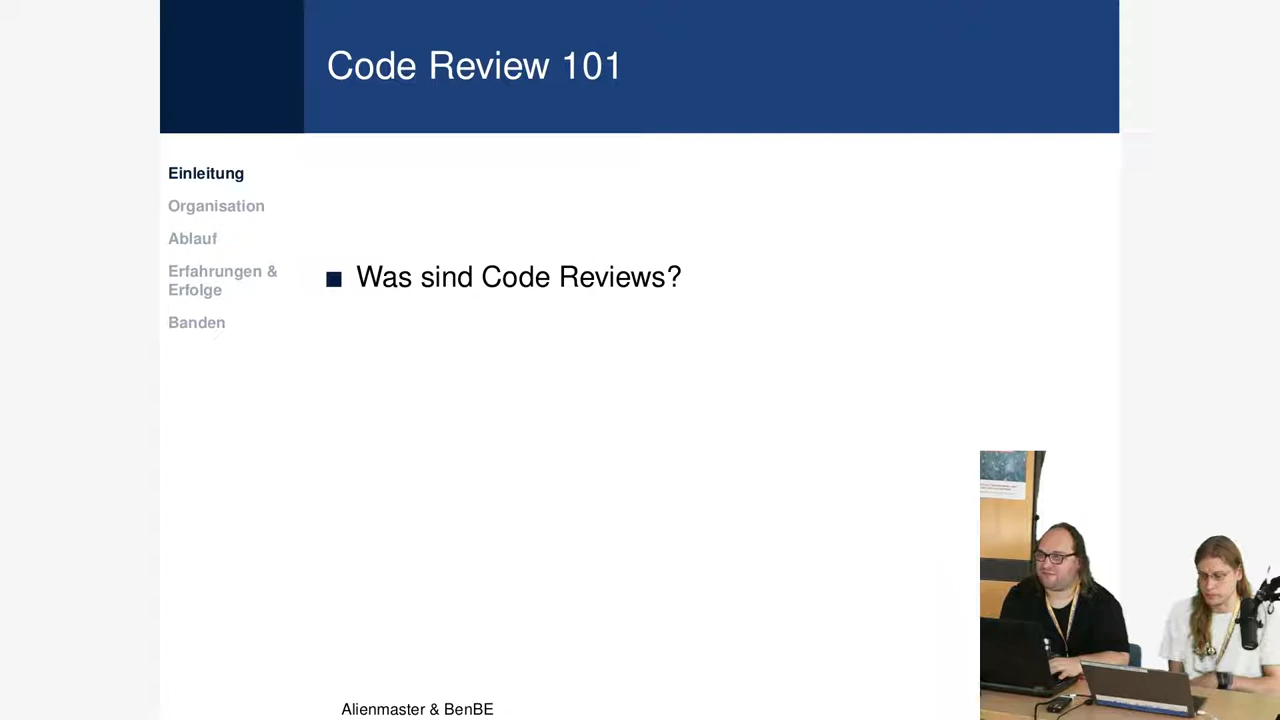 Code Review 101
Einleitung
Organisation
Ablauf
Erfahrungen &
Erfolge
Banden
Was sind Code Reviews?
Alienmaster & BenBE